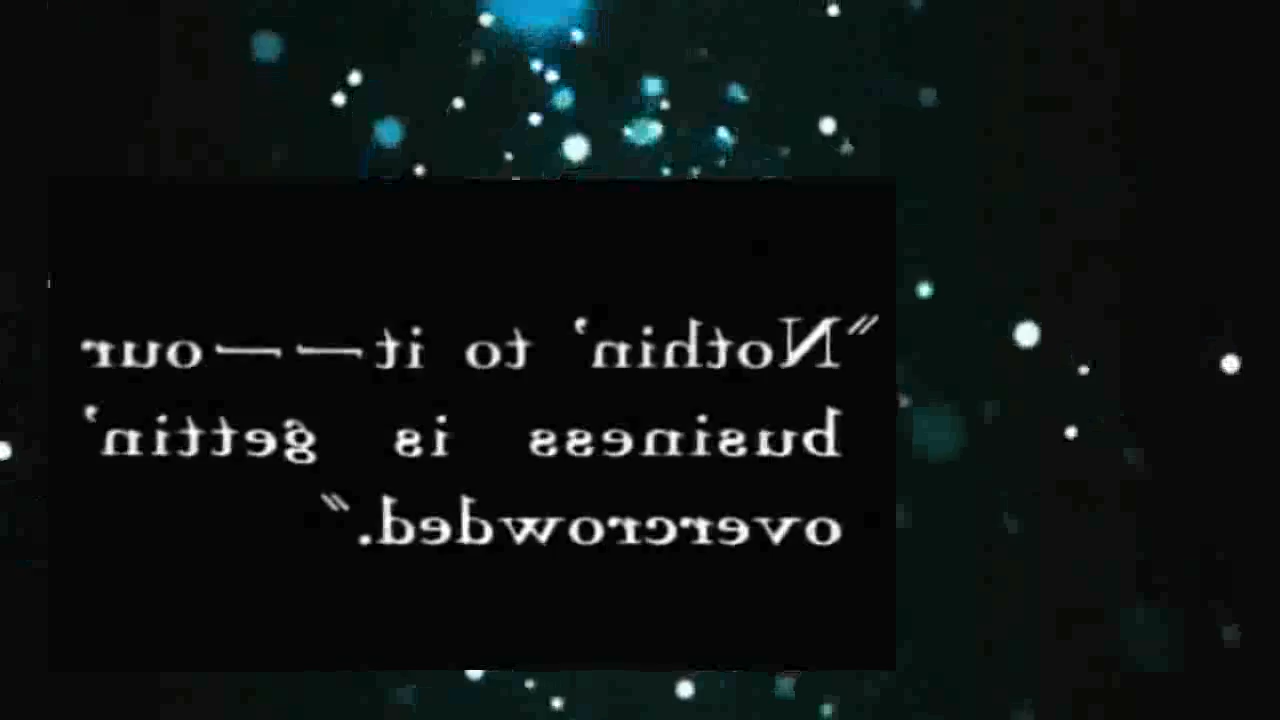 "Nothin' to it——our
business is gettin'
overcrowded."